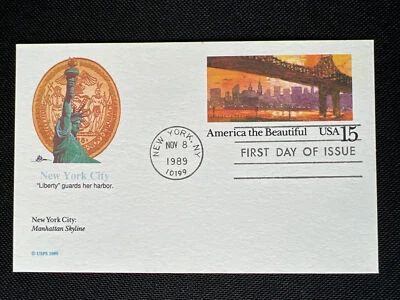 America the Beautiful USA 15
NEW YORK, NY
NOV 8
1989
10199
FIRST DAY OF ISSUE
New York City
"Liberty" guards her harbor.
New York City:
Manhattan Skyline
© USPS 1989